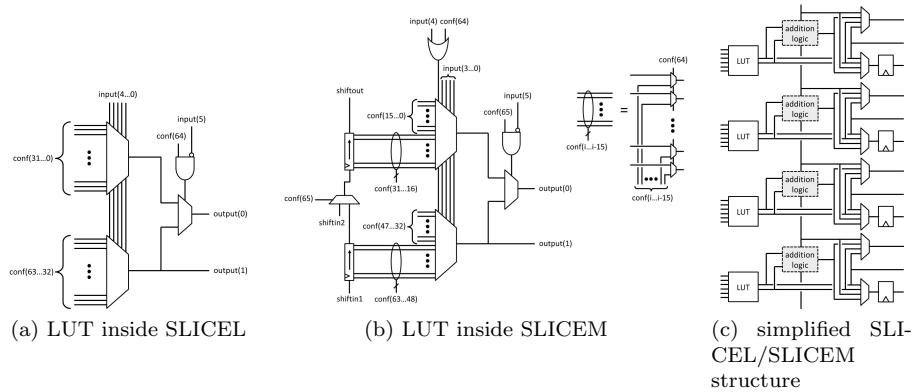 input(4...0)
input(5)
conf(64)
conf(31...0)
output(0)
conf(63...32)
output(1)
(a) LUT inside SLICEL
input(4) conf(64)
input(3...0)
shiftout
input(5)
conf(15...0)
conf(65)
conf(31...16)
output(0)
conf(65)
shiftin2
conf(47...32)
output(1)
shiftin1
conf(63...48)
conf(64)
=
conf(i...i-15)
conf(i...i-15)
(b) LUT inside SLICEM
addition
logic
LUT
addition
logic
LUT
addition
logic
LUT
addition
logic
LUT
(c) simplified SLI-
CEL/SLICEM
structure